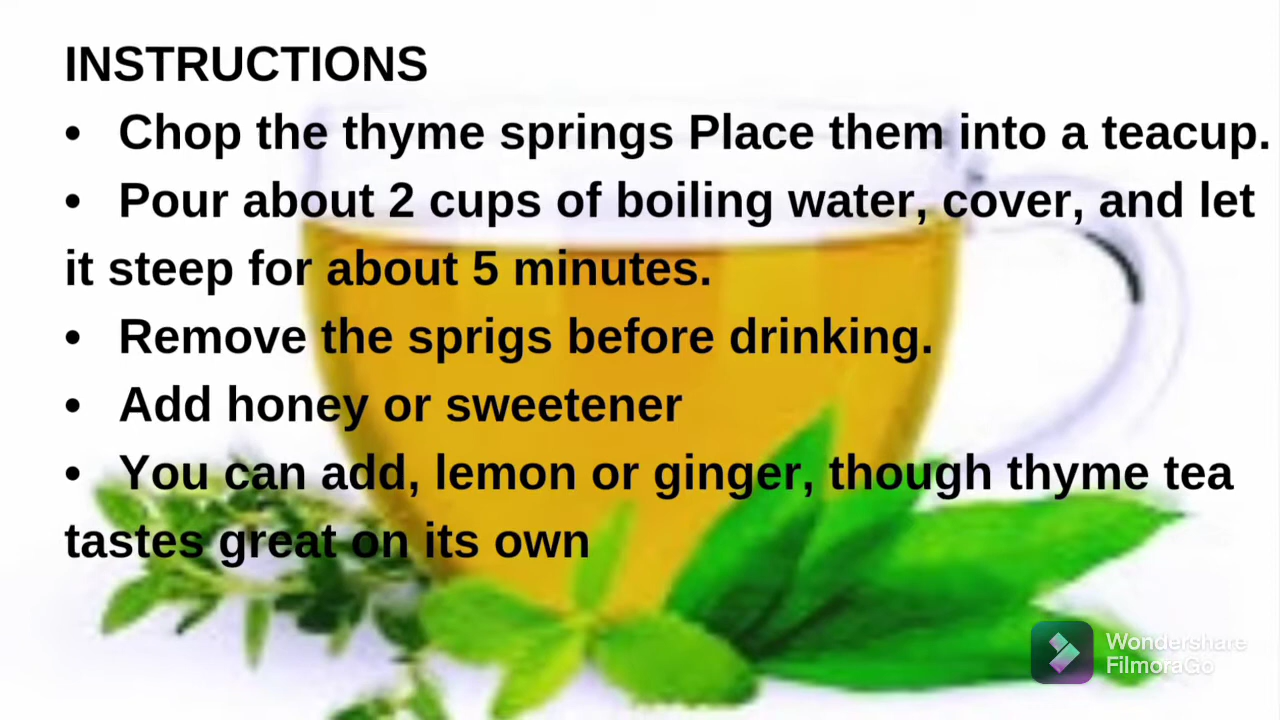 INSTRUCTIONS
• Chop the thyme springs Place them into a teacup.
• Pour about 2 cups of boiling water, cover, and let
it steep for about 5 minutes.
• Remove the sprigs before drinking.
• Add honey or sweetener
• You can add, lemon or ginger, though thyme tea
tastes great on its own
Wondershare
FilmoraGo